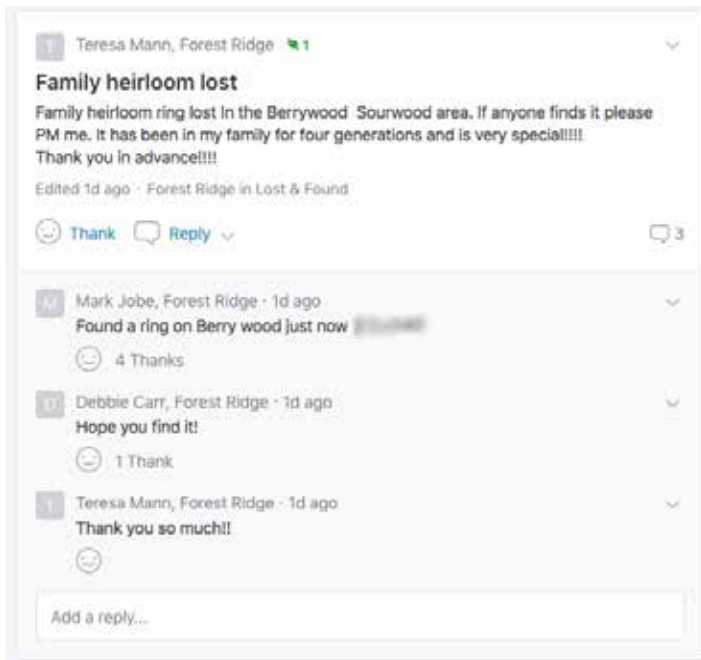 T Teresa Mann, Forest Ridge 1
Family heirloom lost
Family heirloom ring lost In the Berrywood Sourwood area. If anyone finds it please
PM me. It has been in my family for four generations and is very special!!!!
Thank you in advance!!!!
Edited 1d ago · Forest Ridge in Lost & Found
Thank Reply 3
M Mark Jobe, Forest Ridge · 1d ago
Found a ring on Berry wood just now
4 Thanks
D Debbie Carr, Forest Ridge · 1d ago
Hope you find it!
1 Thank
T Teresa Mann, Forest Ridge · 1d ago
Thank you so much!!
Add a reply...